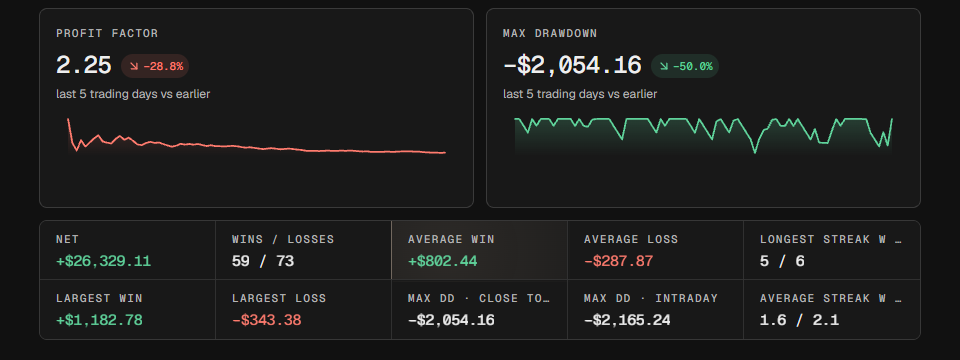 PROFIT FACTOR
2.25 ↘ −28.8%
last 5 trading days vs earlier
MAX DRAWDOWN
−$2,054.16 ↘ −50.0%
last 5 trading days vs earlier
NET
+$26,329.11
WINS / LOSSES
59 / 73
AVERAGE WIN
+$802.44
AVERAGE LOSS
−$287.87
LONGEST STREAK W …
5 / 6
LARGEST WIN
+$1,182.78
LARGEST LOSS
−$343.38
MAX DD · CLOSE TO…
−$2,054.16
MAX DD · INTRADAY
−$2,165.24
AVERAGE STREAK W …
1.6 / 2.1